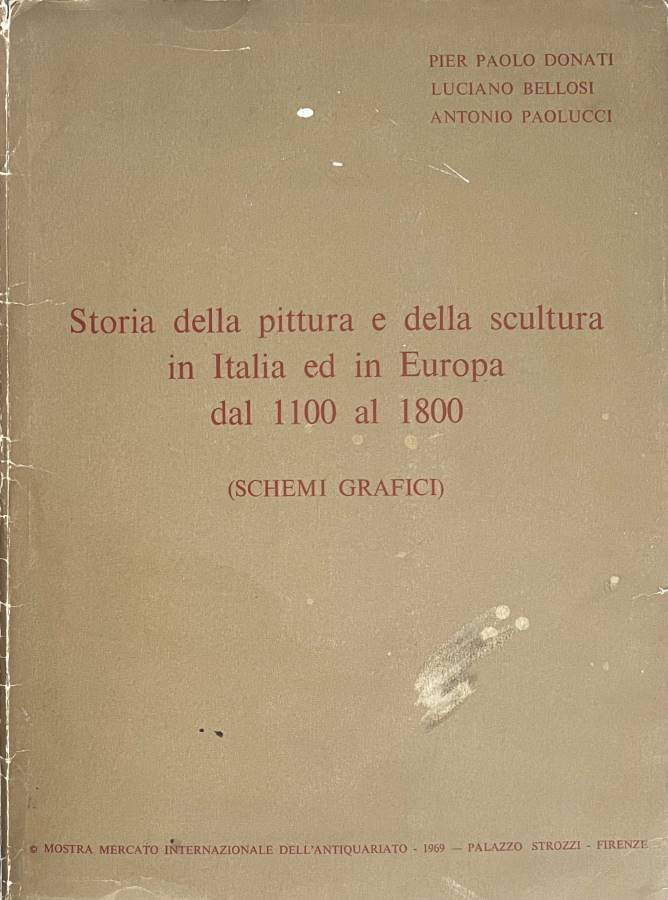 PIER PAOLO DONATI
LUCIANO BELLOSI
ANTONIO PAOLUCCI
Storia della pittura e della scultura
in Italia ed in Europa
dal 1100 al 1800
(SCHEMI GRAFICI)
© MOSTRA MERCATO INTERNAZIONALE DELL'ANTIQUARIATO - 1969 — PALAZZO STROZZI - FIRENZE